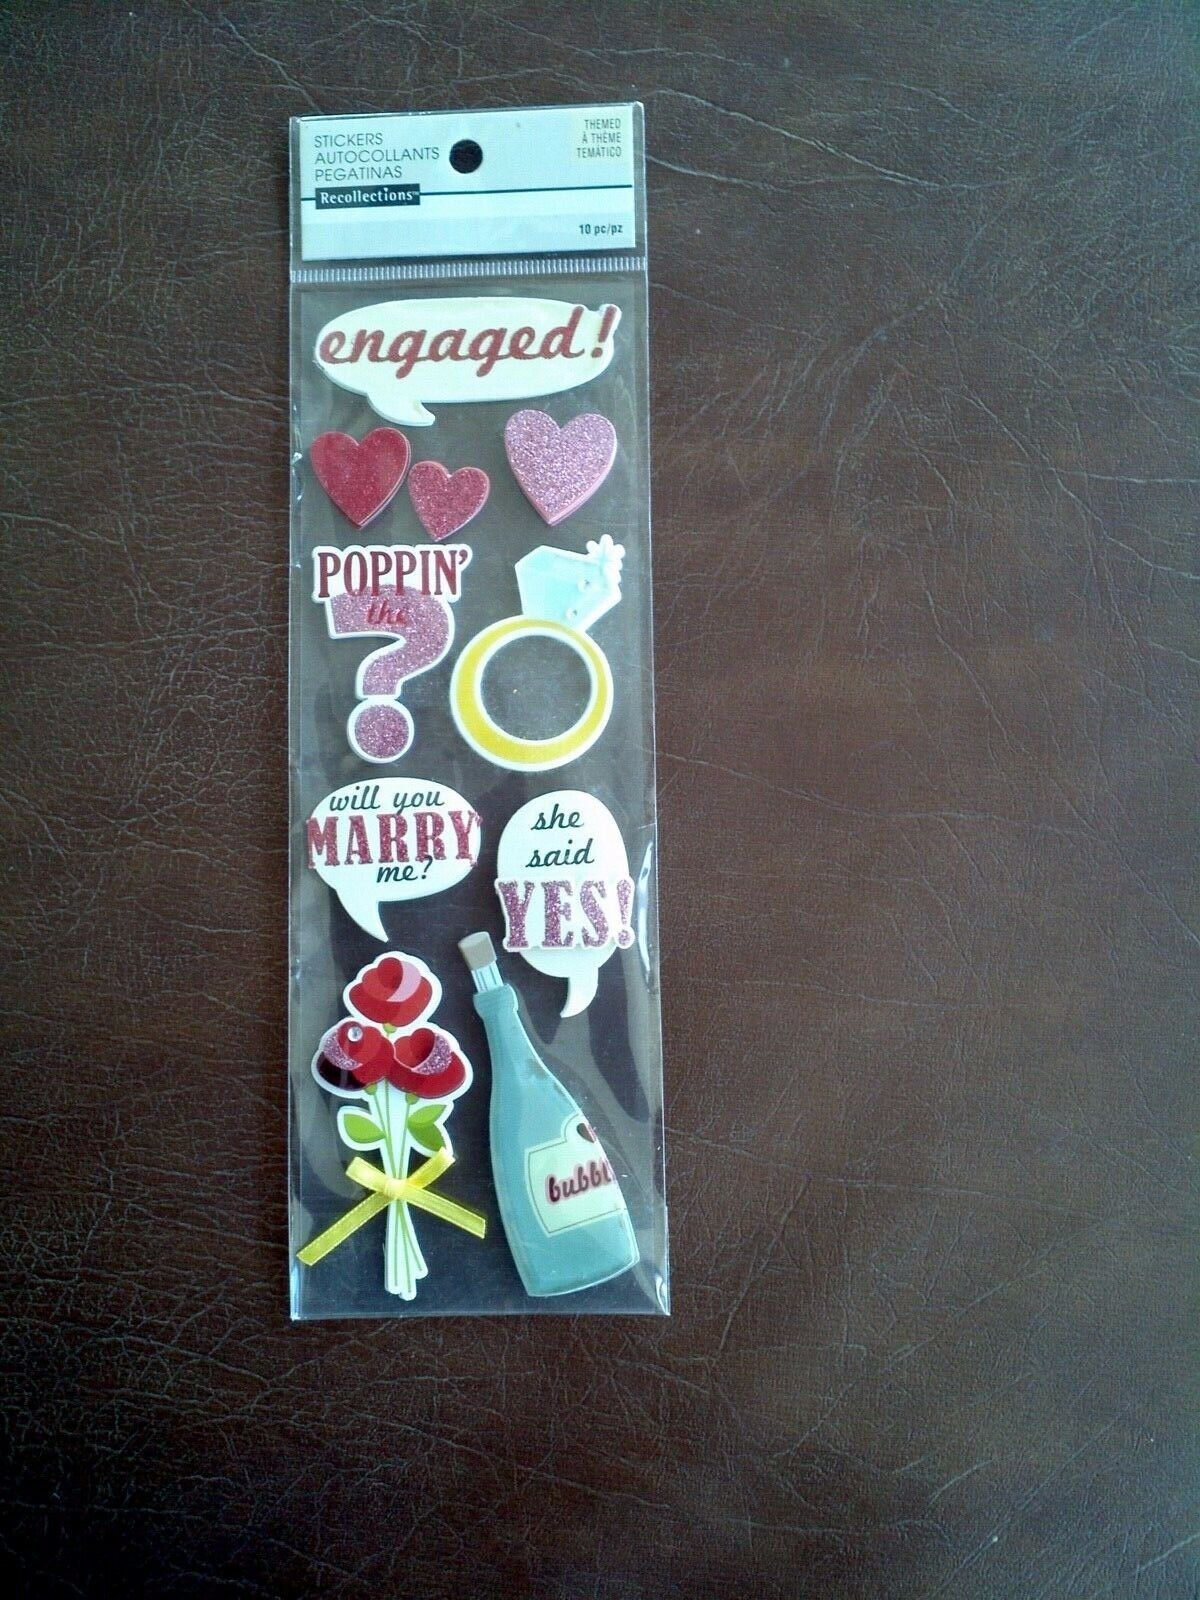 STICKERS
AUTOCOLLANTS
PEGATINAS
Recollections™
THEMED
À THÈME
TEMÁTICO
10 pc/pz
engaged!
POPPIN'
the
?
will you
MARRY
me?
she
said
YES!
bubbl